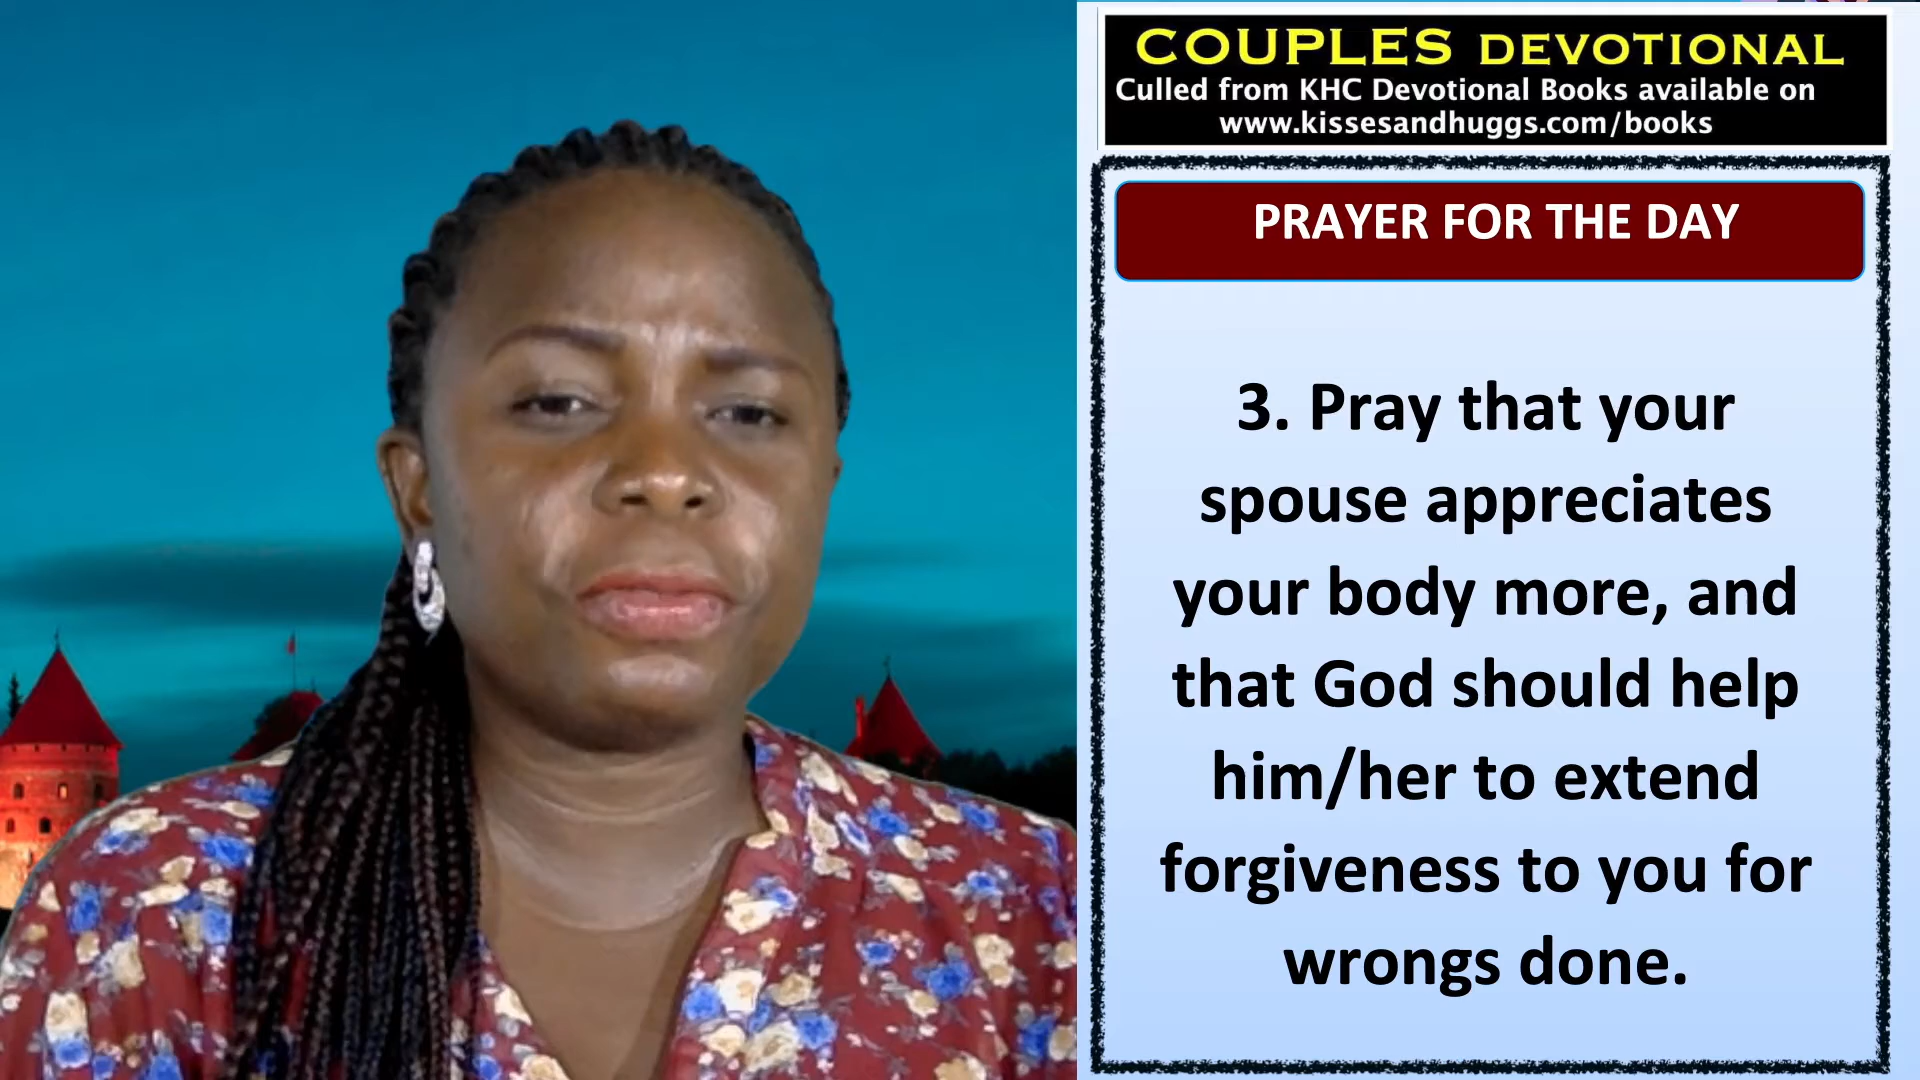 COUPLES DEVOTIONAL
Culled from KHC Devotional Books available on
www.kissesandhuggs.com/books
PRAYER FOR THE DAY
3. Pray that your
spouse appreciates
your body more, and
that God should help
him/her to extend
forgiveness to you for
wrongs done.